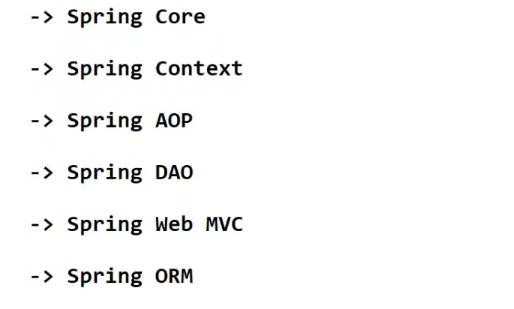 -> Spring Core
-> Spring Context
-> Spring AOP
-> Spring DAO
-> Spring Web MVC
-> Spring ORM